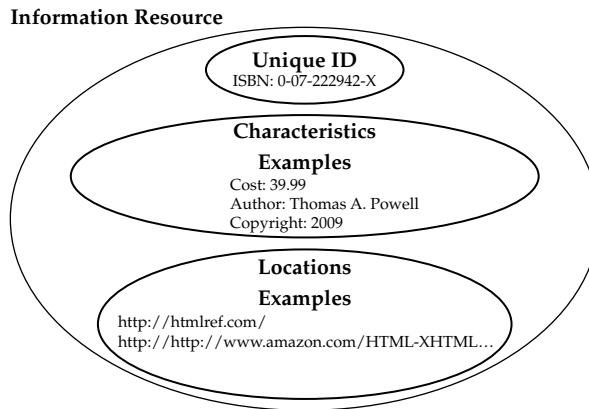 Information Resource
Unique ID
ISBN: 0-07-222942-X
Characteristics
Examples
Cost: 39.99
Author: Thomas A. Powell
Copyright: 2009
Locations
Examples
http://htmlref.com/
http://http://www.amazon.com/HTML-XHTML…